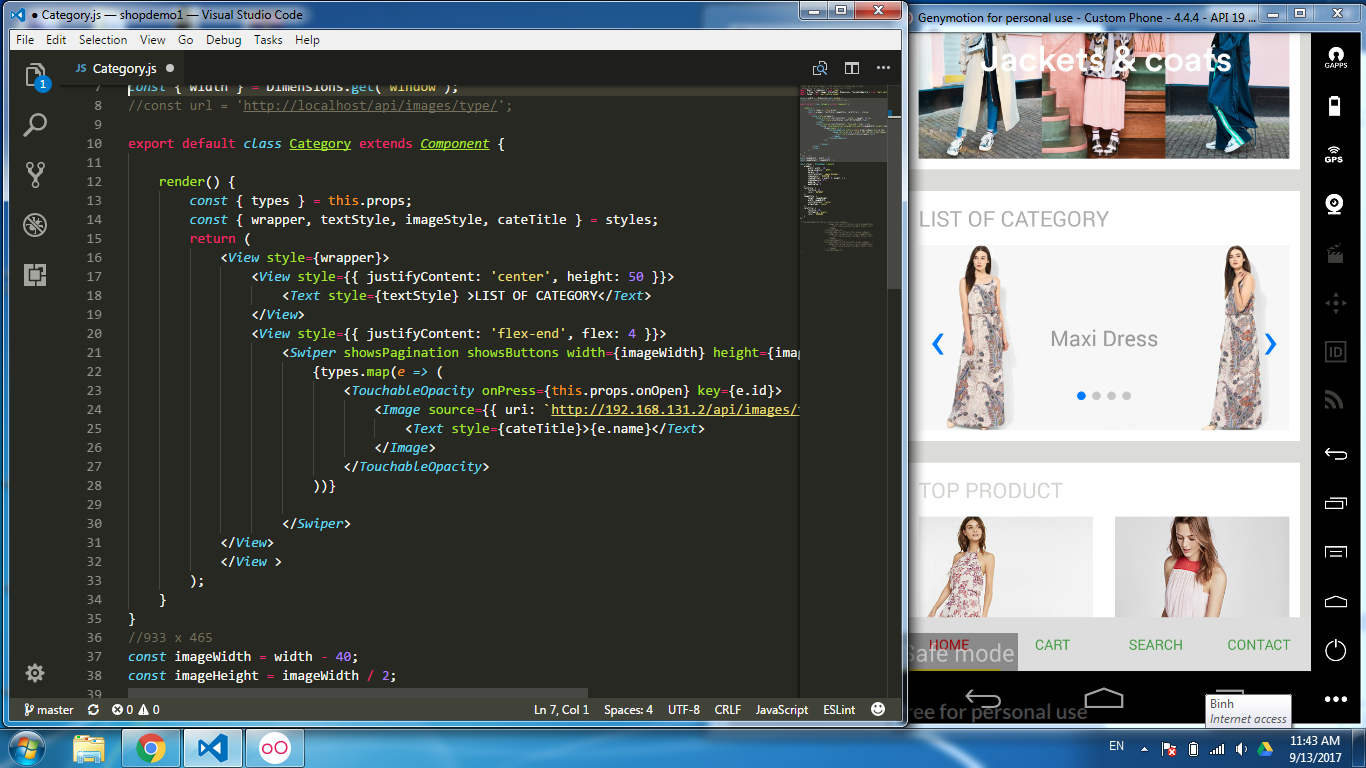 ● Category.js — shopdemo1 — Visual Studio Code
File Edit Selection View Go Debug Tasks Help
1
JS Category.js ●
7 const { width } = Dimensions.get('window');
8 //const url = 'http://localhost/api/images/type/';
9
10 export default class Category extends Component {
11
12 render() {
13 const { types } = this.props;
14 const { wrapper, textStyle, imageStyle, cateTitle } = styles;
15 return (
16 <View style={wrapper}>
17 <View style={{ justifyContent: 'center', height: 50 }}>
18 <Text style={textStyle} >LIST OF CATEGORY</Text>
19 </View>
20 <View style={{ justifyContent: 'flex-end', flex: 4 }}>
21 <Swiper showsPagination showsButtons width={imageWidth} height={imag
22 {types.map(e => (
23 <TouchableOpacity onPress={this.props.onOpen} key={e.id}>
24 <Image source={{ uri: `http://192.168.131.2/api/images/
25 <Text style={cateTitle}>{e.name}</Text>
26 </Image>
27 </TouchableOpacity>
28 ))}
29
30 </Swiper>
31 </View>
32 </View >
33 );
34 }
35 }
36 //933 x 465
37 const imageWidth = width - 40;
38 const imageHeight = imageWidth / 2;
39
master 0 0 Ln 7, Col 1 Spaces: 4 UTF-8 CRLF JavaScript ESLint
Genymotion for personal use - Custom Phone - 4.4.4 - API 19 ...
Jackets & coats
LIST OF CATEGORY
Maxi Dress
TOP PRODUCT
HOME CART SEARCH CONTACT
Safe mode
ree for personal use
GAPPS
GPS
ID
Binh
Internet access
EN
11:43 AM
9/13/2017